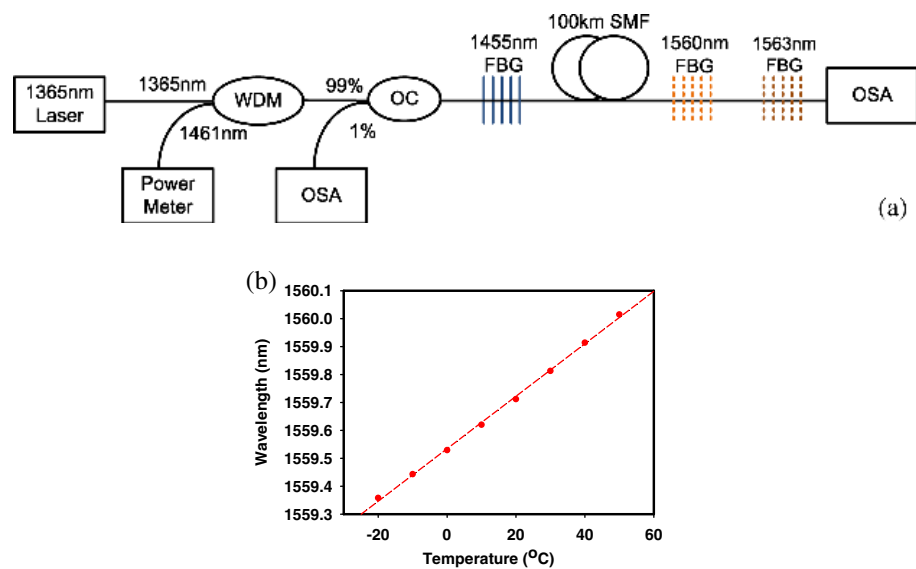 100km SMF
1455nm
FBG
1560nm
FBG
1563nm
FBG
1365nm
Laser
1365nm
WDM
99%
OC
OSA
1461nm
1%
Power
Meter
OSA
(a)
(b)
1560.1
1560.0
1559.9
1559.8
1559.7
1559.6
1559.5
1559.4
1559.3
Wavelength (nm)
-20 0 20 40 60
Temperature (°C)